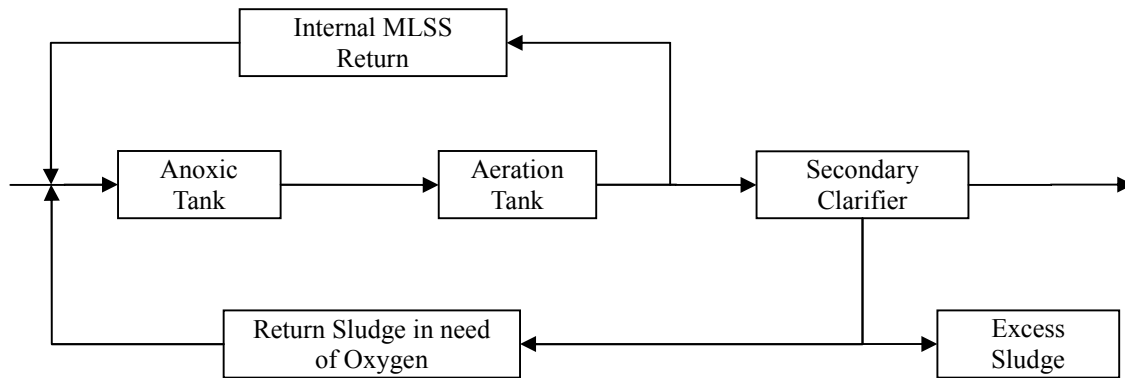 Internal MLSS
Return
Anoxic
Tank
Aeration
Tank
Secondary
Clarifier
Return Sludge in need
of Oxygen
Excess
Sludge